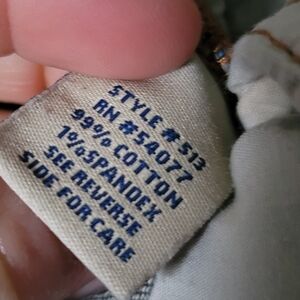 STYLE # 513
RN #54077
99% COTTON
1% SPANDEX
SEE REVERSE
SIDE FOR CARE